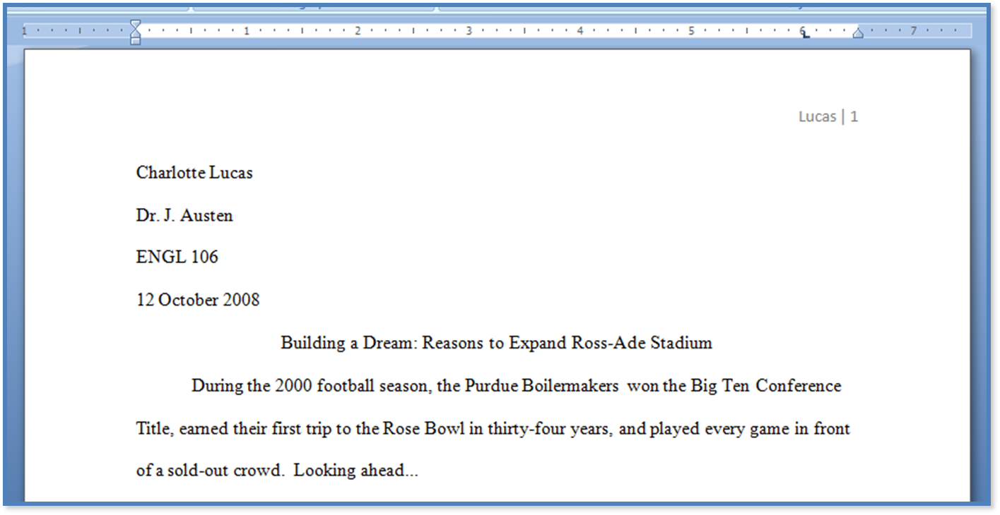 1 1 2 3 4 5 6 7
Lucas | 1
Charlotte Lucas
Dr. J. Austen
ENGL 106
12 October 2008
Building a Dream: Reasons to Expand Ross-Ade Stadium
During the 2000 football season, the Purdue Boilermakers won the Big Ten Conference
Title, earned their first trip to the Rose Bowl in thirty-four years, and played every game in front
of a sold-out crowd. Looking ahead...